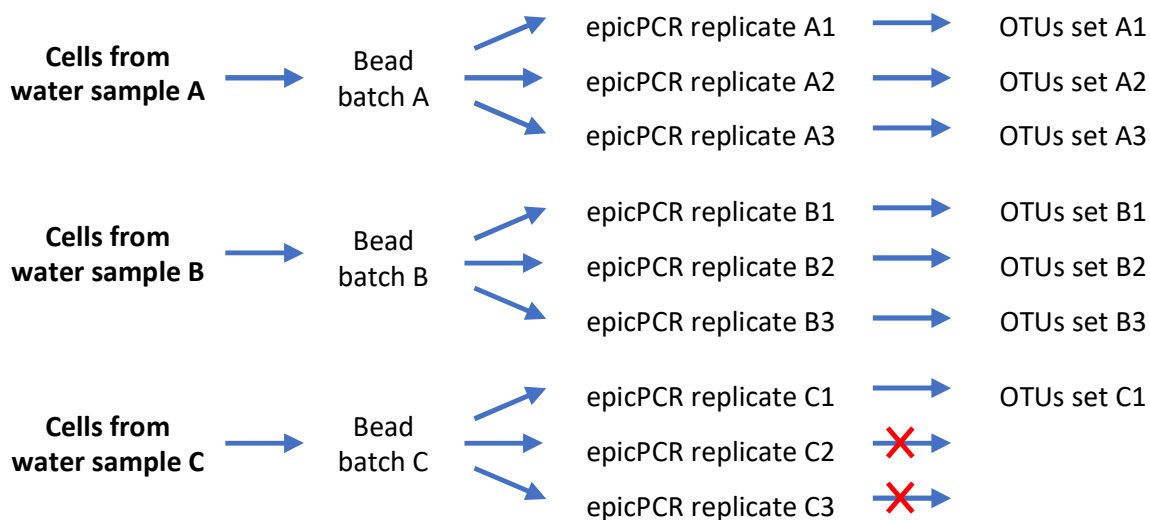 Cells from
water sample A
Bead
batch A
epicPCR replicate A1
OTUs set A1
epicPCR replicate A2
OTUs set A2
epicPCR replicate A3
OTUs set A3
Cells from
water sample B
Bead
batch B
epicPCR replicate B1
OTUs set B1
epicPCR replicate B2
OTUs set B2
epicPCR replicate B3
OTUs set B3
Cells from
water sample C
Bead
batch C
epicPCR replicate C1
OTUs set C1
epicPCR replicate C2
epicPCR replicate C3